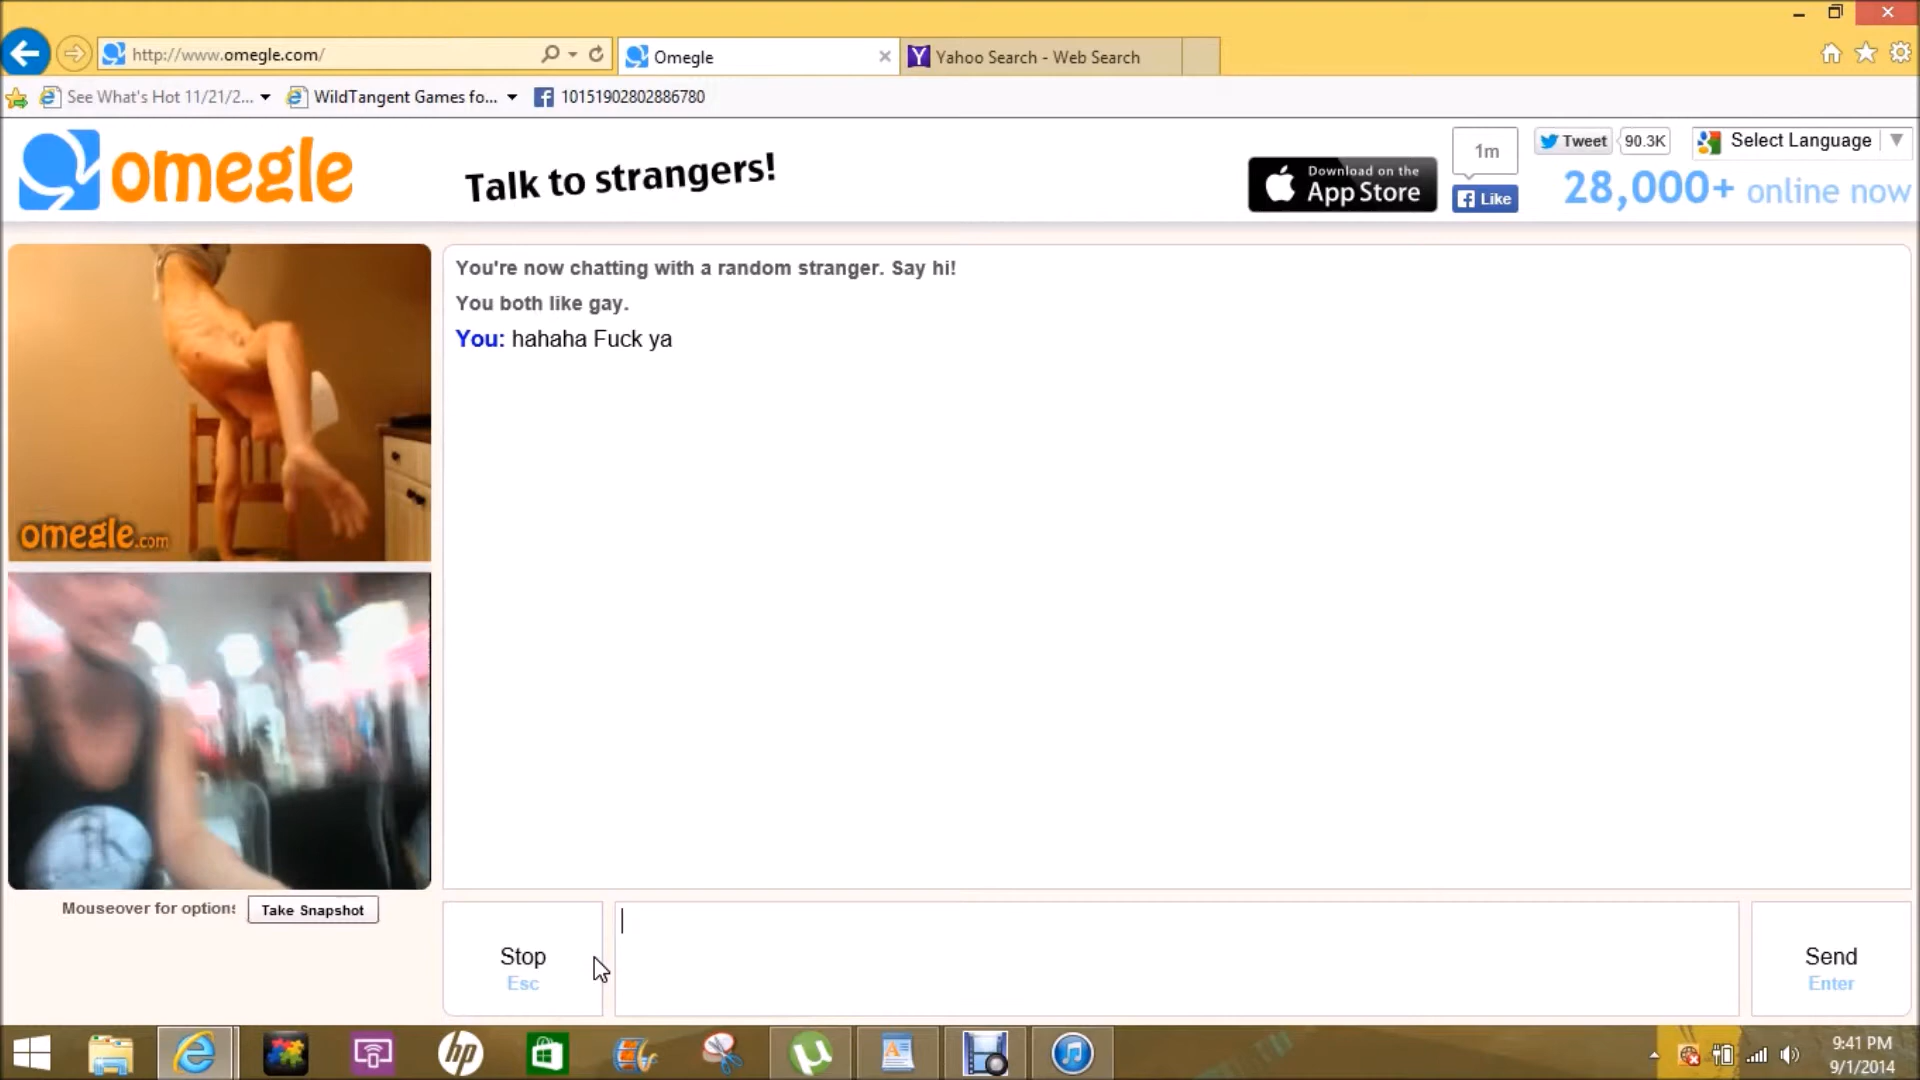 http://www.omegle.com/
Omegle
Yahoo Search - Web Search
See What's Hot 11/21/2...
WildTangent Games fo...
10151902802886780
omegle
Talk to strangers!
Download on the
App Store
1m
Like
Tweet
90.3K
Select Language
28,000+ online now
You're now chatting with a random stranger. Say hi!
You both like gay.
You: hahaha Fuck ya
omegle.com
Mouseover for options
Take Snapshot
Stop
Esc
Send
Enter
hp
9:41 PM
9/1/2014